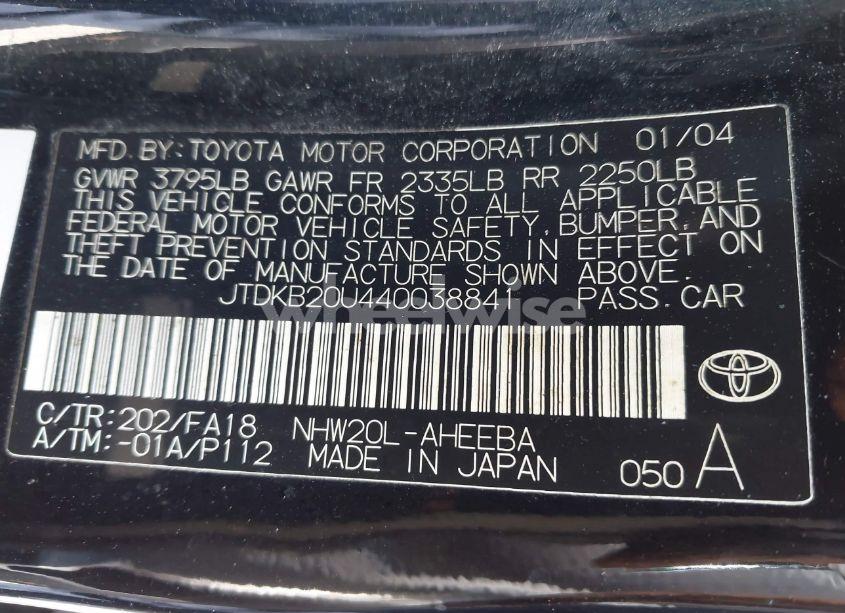 MFD.BY:TOYOTA MOTOR CORPORATION 01/04
GVWR 3795LB GAWR FR 2335LB RR 2250LB
THIS VEHICLE CONFORMS TO ALL APPLICABLE
FEDERAL MOTOR VEHICLE SAFETY,BUMPER,AND
THEFT PREVENTION STANDARDS IN EFFECT ON
THE DATE OF MANUFACTURE SHOWN ABOVE.
JTDKB20U440038841 PASS.CAR
wheelwise
C/TR:202/FA18 NHW20L-AHEEBA
A/TM:-01A/P112 MADE IN JAPAN 050 A